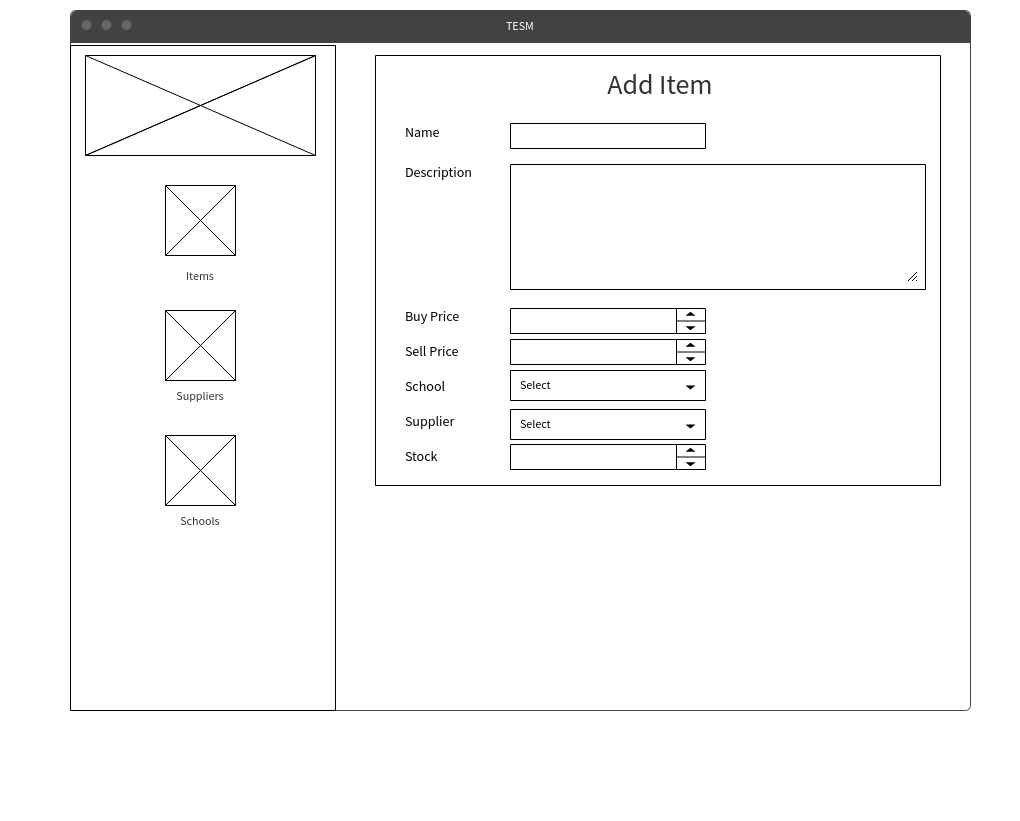 TESM
Items
Suppliers
Schools
Add Item
Name
Description
Buy Price
Sell Price
School
Select
Supplier
Select
Stock